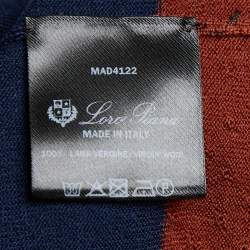 MAD4122
Loro Piana
MADE IN ITALY
100% LANA VERGINE - VIRGIN WOOL